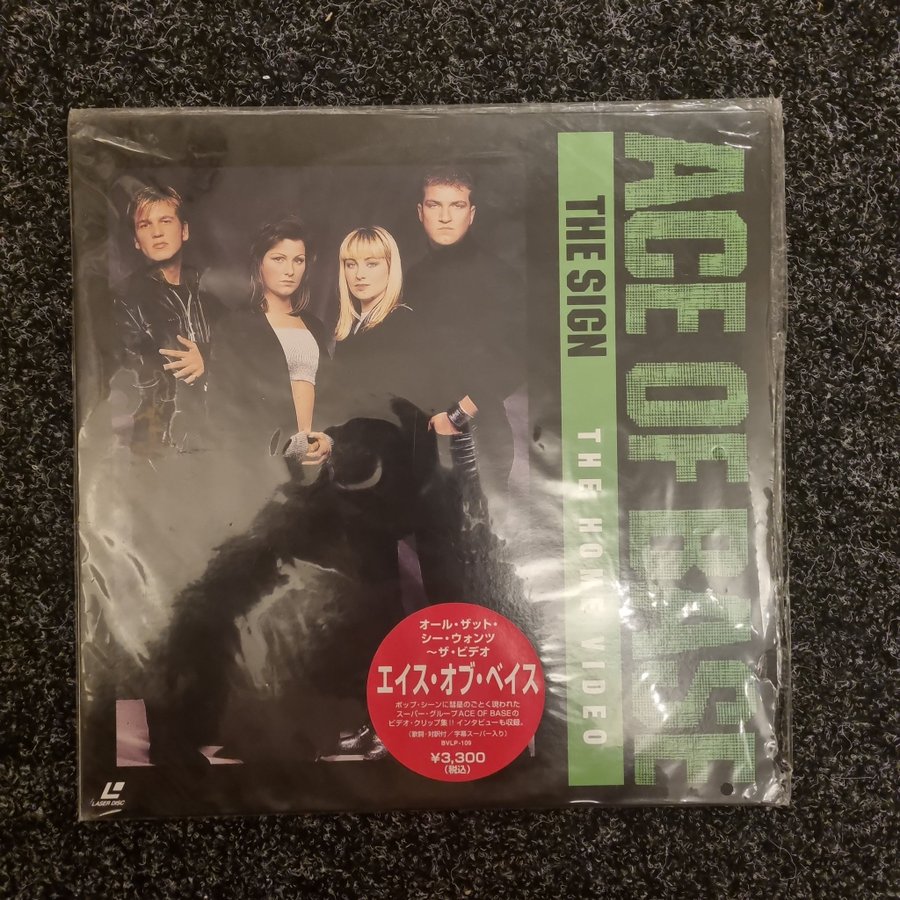 ACE OF BASE
THE SIGN THE HOME VIDEO
オール・ザット・
シー・ウォンツ
～ザ・ビデオ
エイス・オブ・ベイス
ポップ・シーンに彗星のごとく現われた
スーパー・グループACE OF BASEの
ビデオ・クリップ集!! インタビューも収録。
(歌詞・対訳付／字幕スーパー入り)
BVLP-109
¥3,300
(税込)
LASER DISC